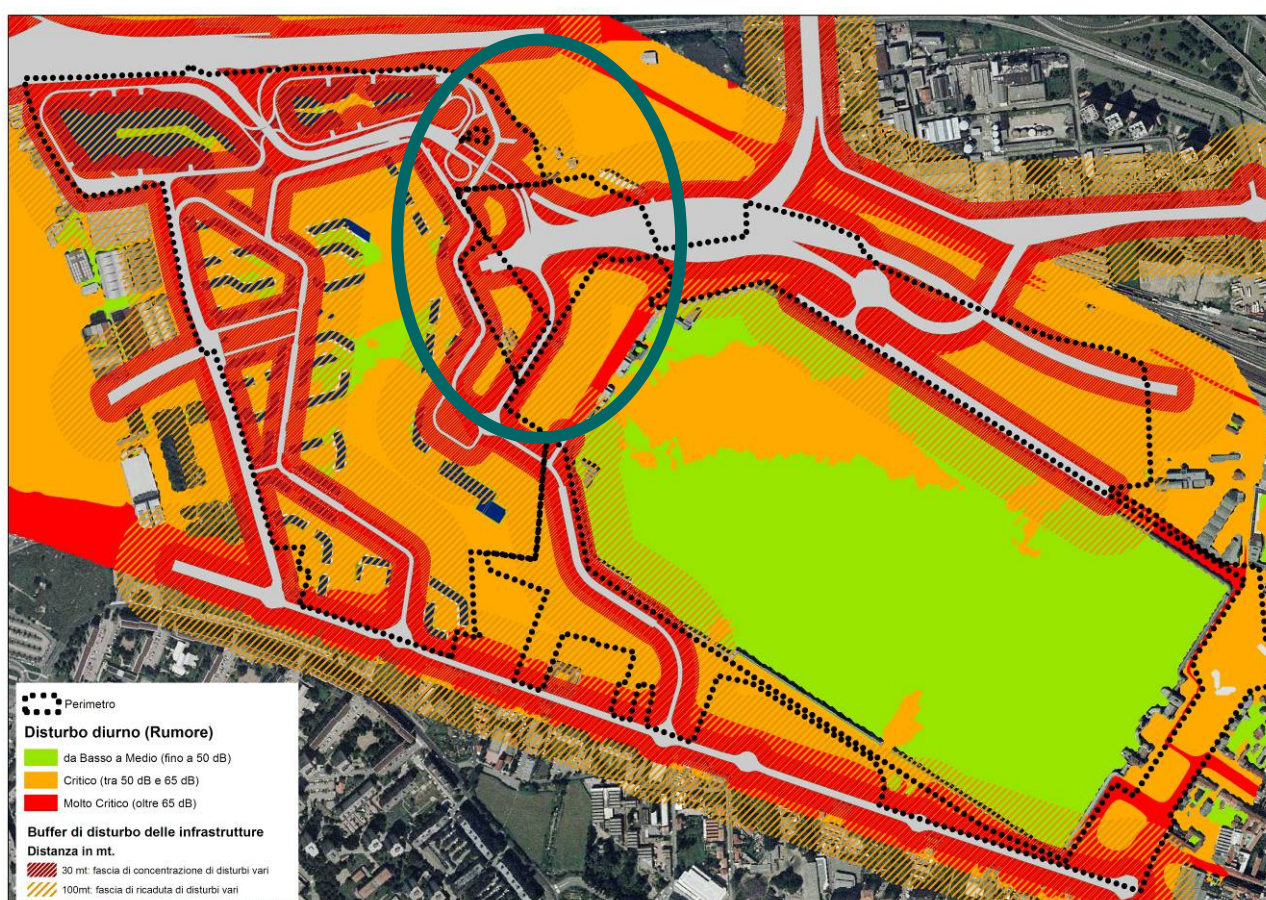 Perimetro
Disturbo diurno (Rumore)
da Basso a Medio (fino a 50 dB)
Critico (tra 50 dB e 65 dB)
Molto Critico (oltre 65 dB)
Buffer di disturbo delle infrastrutture
Distanza in mt.
30 mt: fascia di concentrazione di disturbi vari
100mt: fascia di ricaduta di disturbi vari